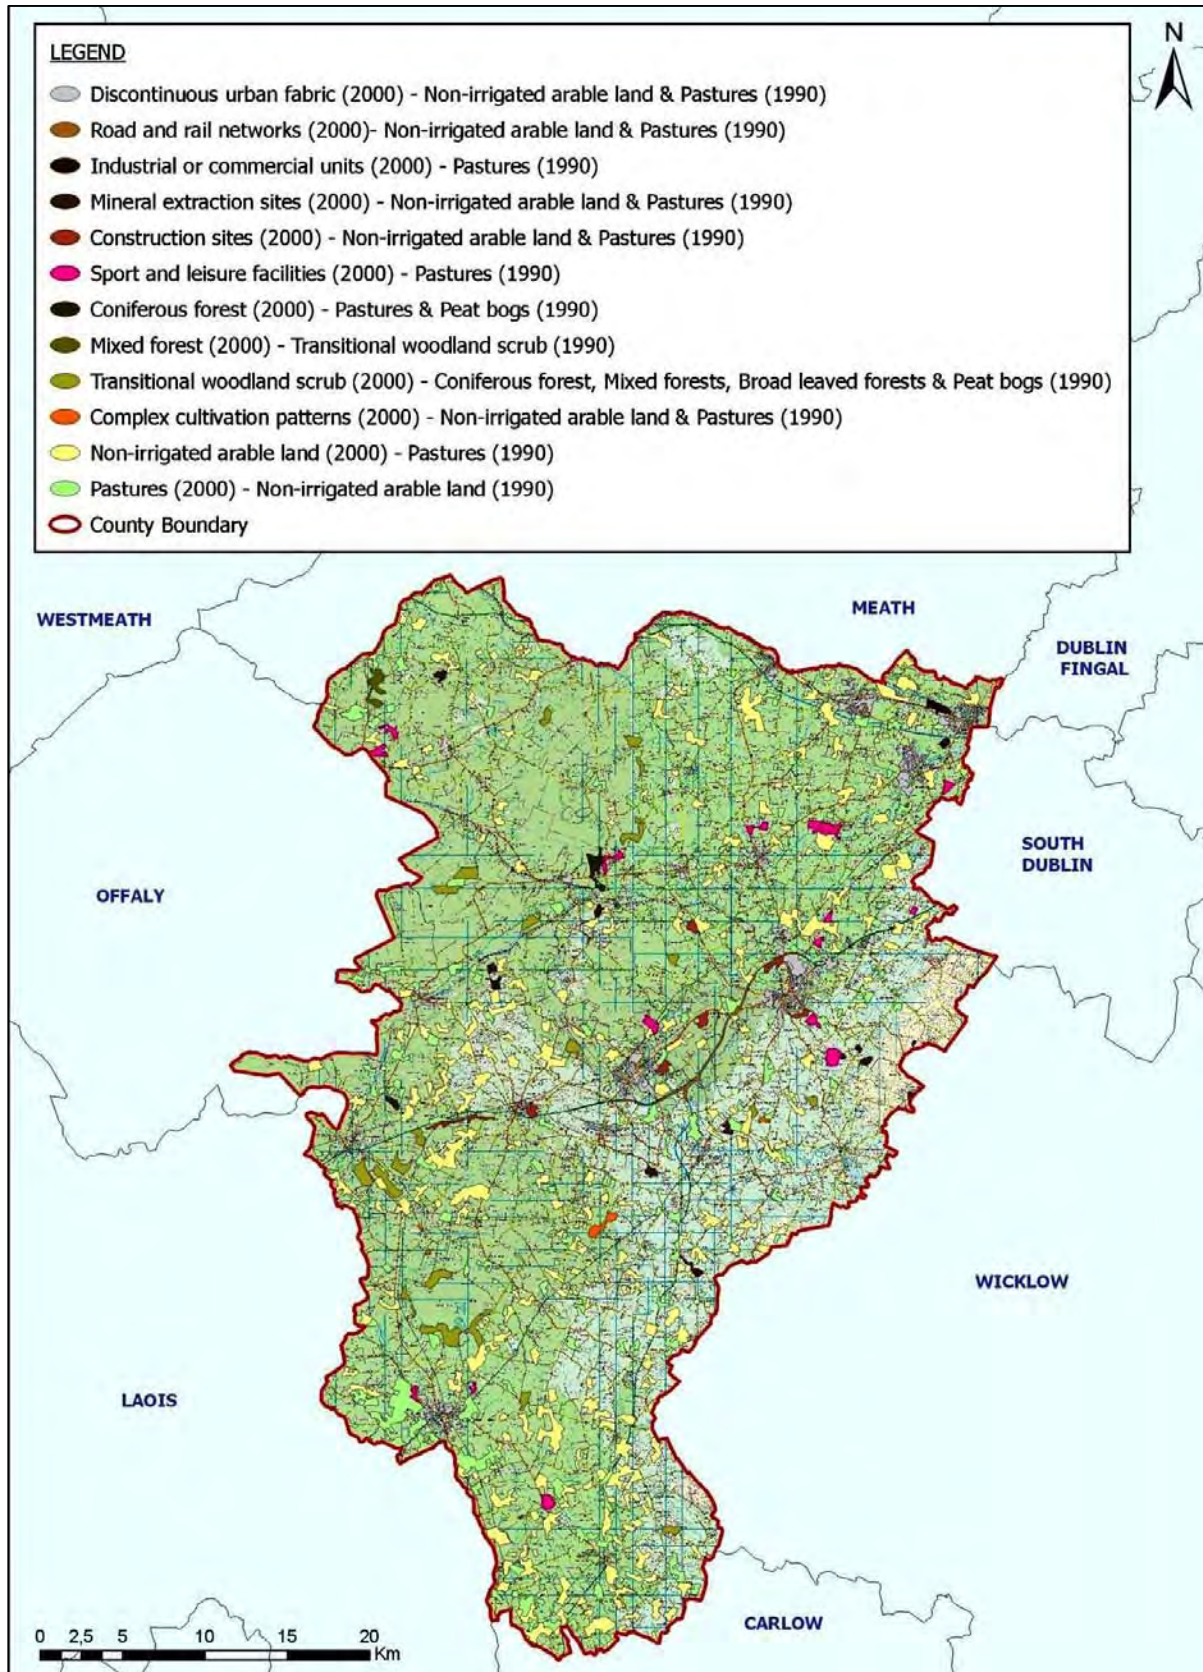 N
LEGEND
Discontinuous urban fabric (2000) - Non-irrigated arable land & Pastures (1990)
Road and rail networks (2000)- Non-irrigated arable land & Pastures (1990)
Industrial or commercial units (2000) - Pastures (1990)
Mineral extraction sites (2000) - Non-irrigated arable land & Pastures (1990)
Construction sites (2000) - Non-irrigated arable land & Pastures (1990)
Sport and leisure facilities (2000) - Pastures (1990)
Coniferous forest (2000) - Pastures & Peat bogs (1990)
Mixed forest (2000) - Transitional woodland scrub (1990)
Transitional woodland scrub (2000) - Coniferous forest, Mixed forests, Broad leaved forests & Peat bogs (1990)
Complex cultivation patterns (2000) - Non-irrigated arable land & Pastures (1990)
Non-irrigated arable land (2000) - Pastures (1990)
Pastures (2000) - Non-irrigated arable land (1990)
County Boundary
WESTMEATH
MEATH
DUBLIN
FINGAL
SOUTH
DUBLIN
OFFALY
WICKLOW
LAOIS
CARLOW
0 2,5 5 10 15 20
Km